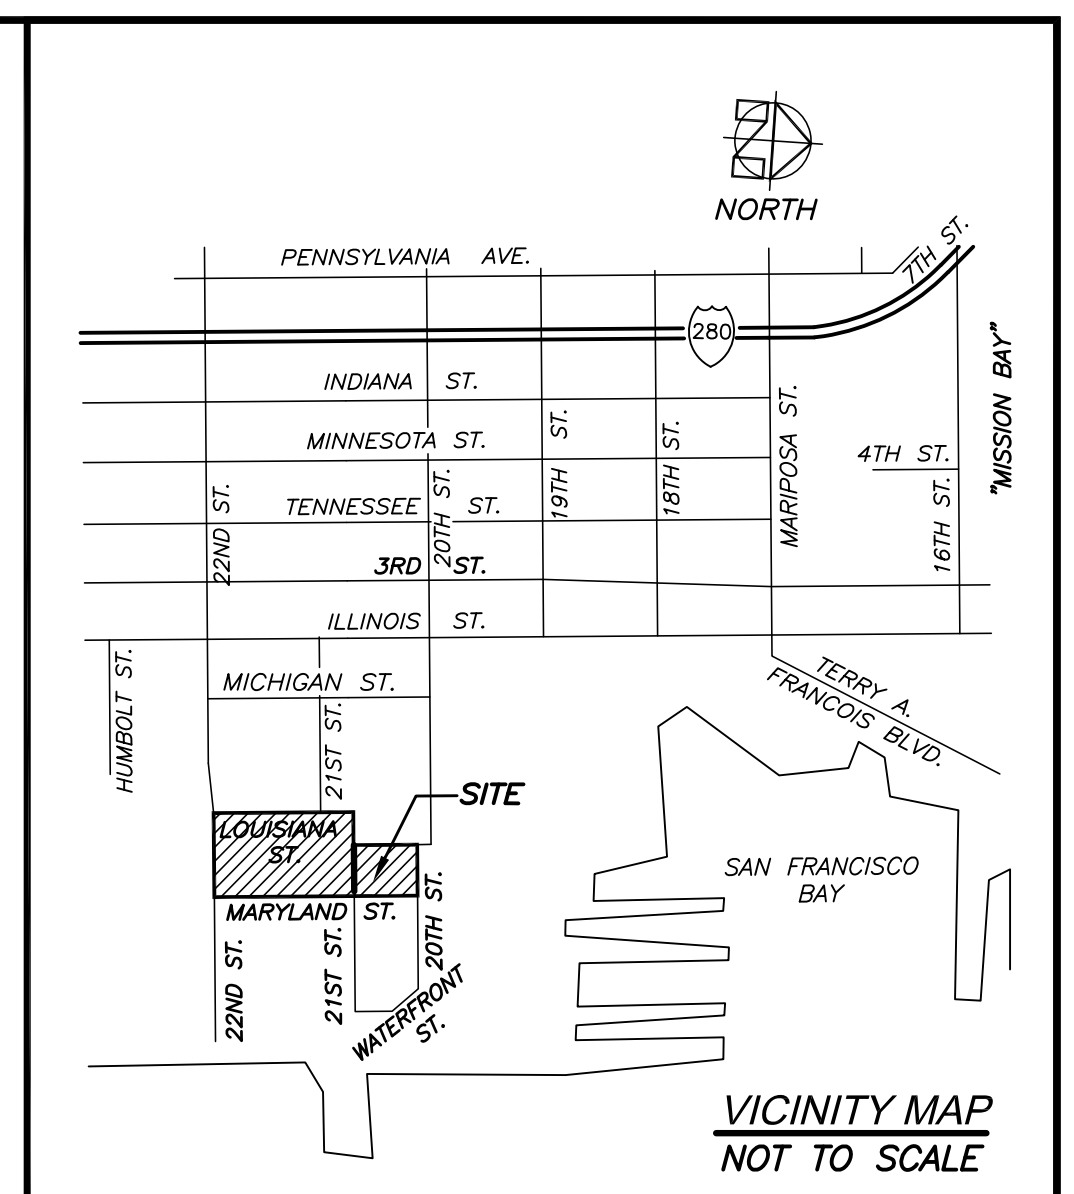 N
NORTH
PENNSYLVANIA AVE.
7TH ST.
280
"MISSION BAY"
INDIANA ST.
MINNESOTA ST.
TENNESSEE ST.
3RD ST.
ILLINOIS ST.
22ND ST.
20TH ST.
19TH ST.
18TH ST.
MARIPOSA ST.
4TH ST.
16TH ST.
HUMBOLT ST.
MICHIGAN ST.
21ST ST.
TERRY A.
FRANCOIS BLVD.
SITE
LOUISIANA
ST.
MARYLAND ST.
22ND ST.
21ST ST.
20TH ST.
WATERFRONT
ST.
SAN FRANCISCO
BAY
VICINITY MAP
NOT TO SCALE